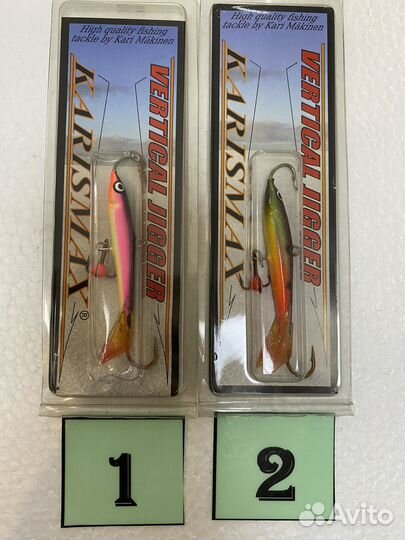 High quality fishing
tackle by Kari Mäkinen
VERTICAL JIGGER
KARISMAX®
High quality fishing
tackle by Kari Mäkinen
VERTICAL JIGGER
KARISMAX
1
2
Avito